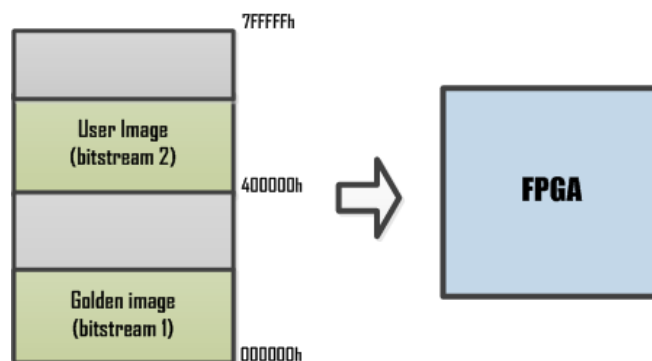 7FFFFFh
User Image
(bitstream 2)
400000h
FPGA
Golden image
(bitstream 1)
000000h